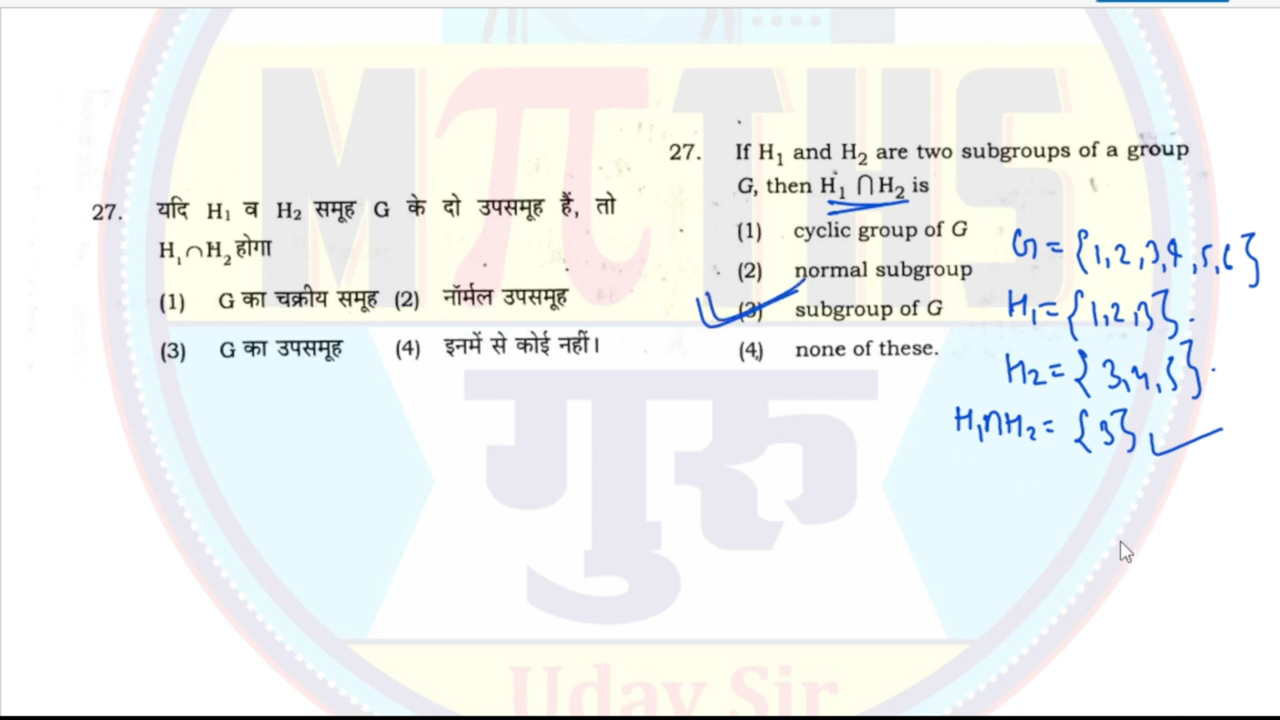 MπTHS
27. यदि H₁ व H₂ समूह G के दो उपसमूह हैं, तो
H₁∩H₂ होगा
(1) G का चक्रीय समूह (2) नॉर्मल उपसमूह
(3) G का उपसमूह (4) इनमें से कोई नहीं।
27. If H₁ and H₂ are two subgroups of a group
G, then H₁ ∩H₂ is
(1) cyclic group of G
(2) normal subgroup
(3) subgroup of G
(4) none of these.
G = {1,2,3,4,5,6}
H₁ = {1,2,3}.
H₂ = {3,4,5}.
H₁∩H₂ = {3}
गुरु
Uday Sir